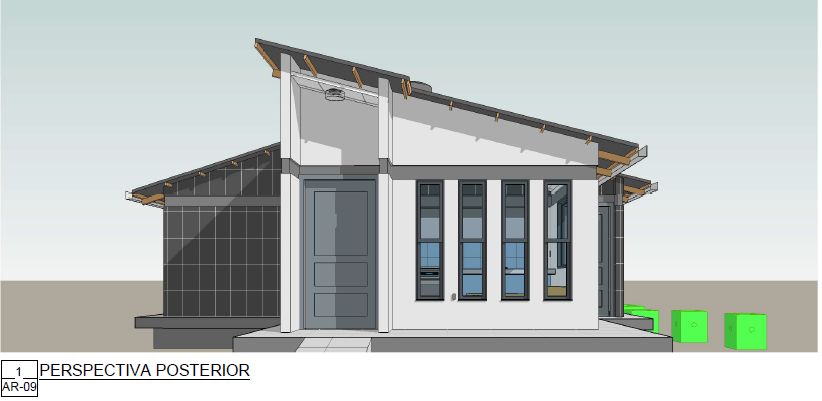 1
AR-09
PERSPECTIVA POSTERIOR